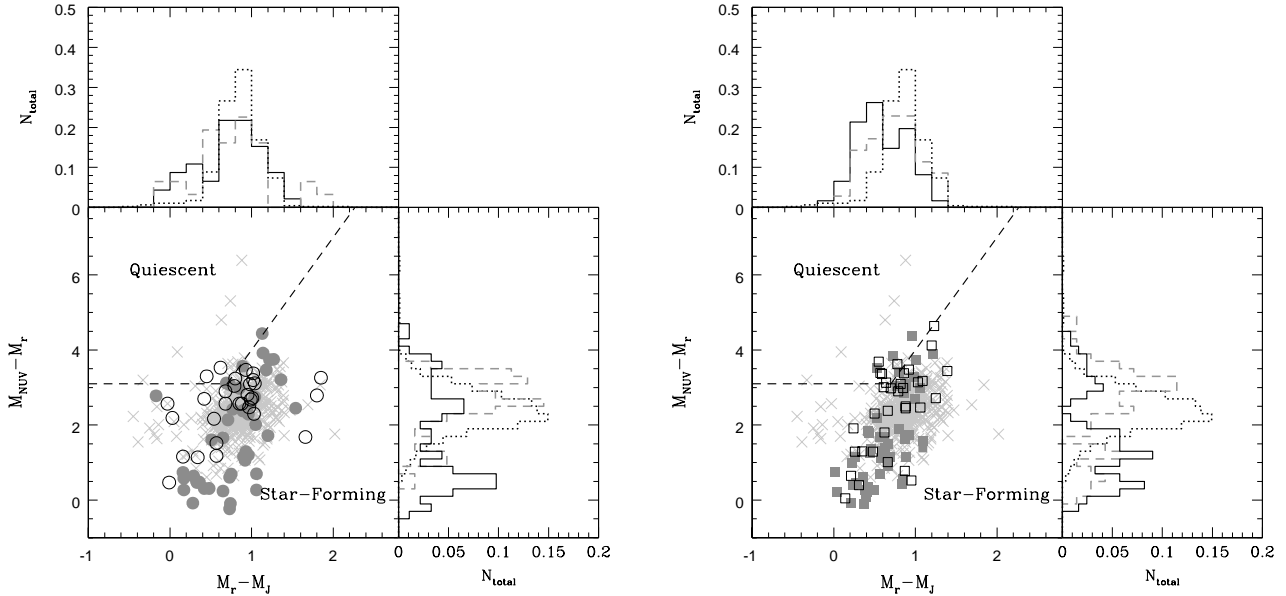 0.5
0.4
0.3
0.2
0.1
0
N_total
Quiescent
Star-Forming
6
4
2
0
M_NUV-M_r
-1 0 1 2
M_r-M_J
0 0.05 0.1 0.15 0.2
N_total
0.5
0.4
0.3
0.2
0.1
0
N_total
Quiescent
Star-Forming
6
4
2
0
M_NUV-M_r
-1 0 1 2
M_r-M_J
0 0.05 0.1 0.15 0.2
N_total